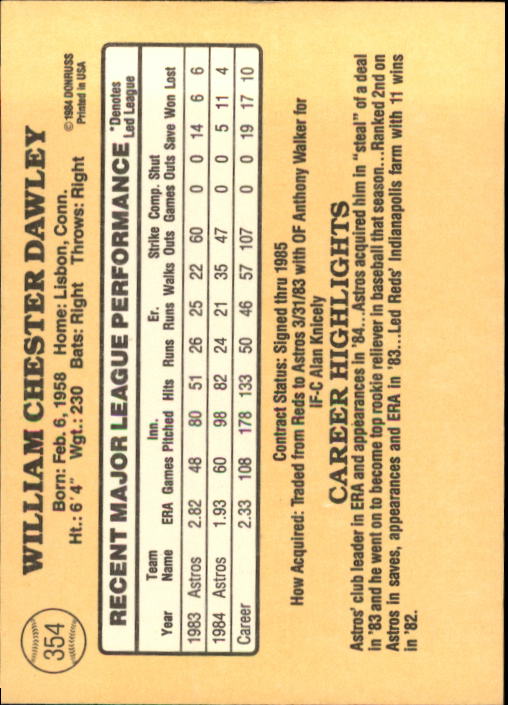 354
WILLIAM CHESTER DAWLEY
Born: Feb. 6, 1958 Home: Lisbon, Conn.
Ht.: 6' 4" Wgt.: 230 Bats: Right Throws: Right
© 1984 DONRUSS
Printed in USA
RECENT MAJOR LEAGUE PERFORMANCE
*Denotes
Led League
Team Inn. Er. Strike Comp. Shut
Year Name ERA Games Pitched Hits Runs Runs Walks Outs Games Outs Save Won Lost
1983 Astros 2.82 48 80 51 26 25 22 60 0 0 14 6 6
1984 Astros 1.93 60 98 82 24 21 35 47 0 0 5 11 4
Career 2.33 108 178 133 50 46 57 107 0 0 19 17 10
Contract Status: Signed thru 1985
How Acquired: Traded from Reds to Astros 3/31/83 with OF Anthony Walker for
IF-C Alan Knicely
CAREER HIGHLIGHTS
Astros' club leader in ERA and appearances in '84...Astros acquired him in "steal" of a deal
in '83 and he went on to become top rookie reliever in baseball that season....Ranked 2nd on
Astros in saves, appearances and ERA in '83....Led Reds' Indianapolis farm with 11 wins
in '82.